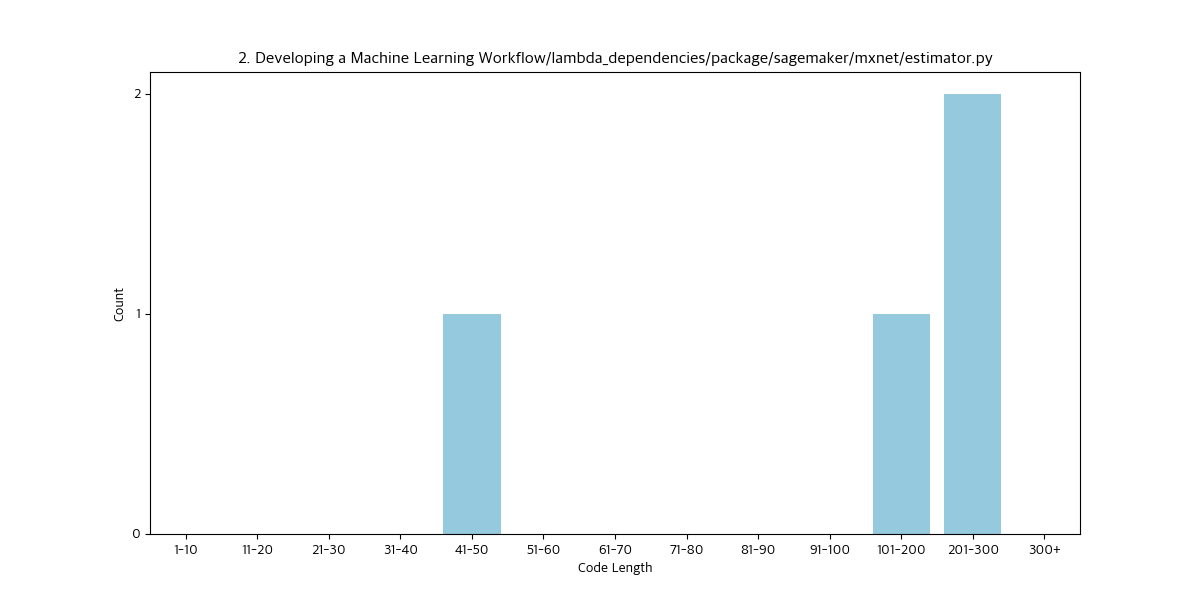 2. Developing a Machine Learning Workflow/lambda_dependencies/package/sagemaker/mxnet/estimator.py
2
1
0
Count
1-10 11-20 21-30 31-40 41-50 51-60 61-70 71-80 81-90 91-100 101-200 201-300 300+
Code Length